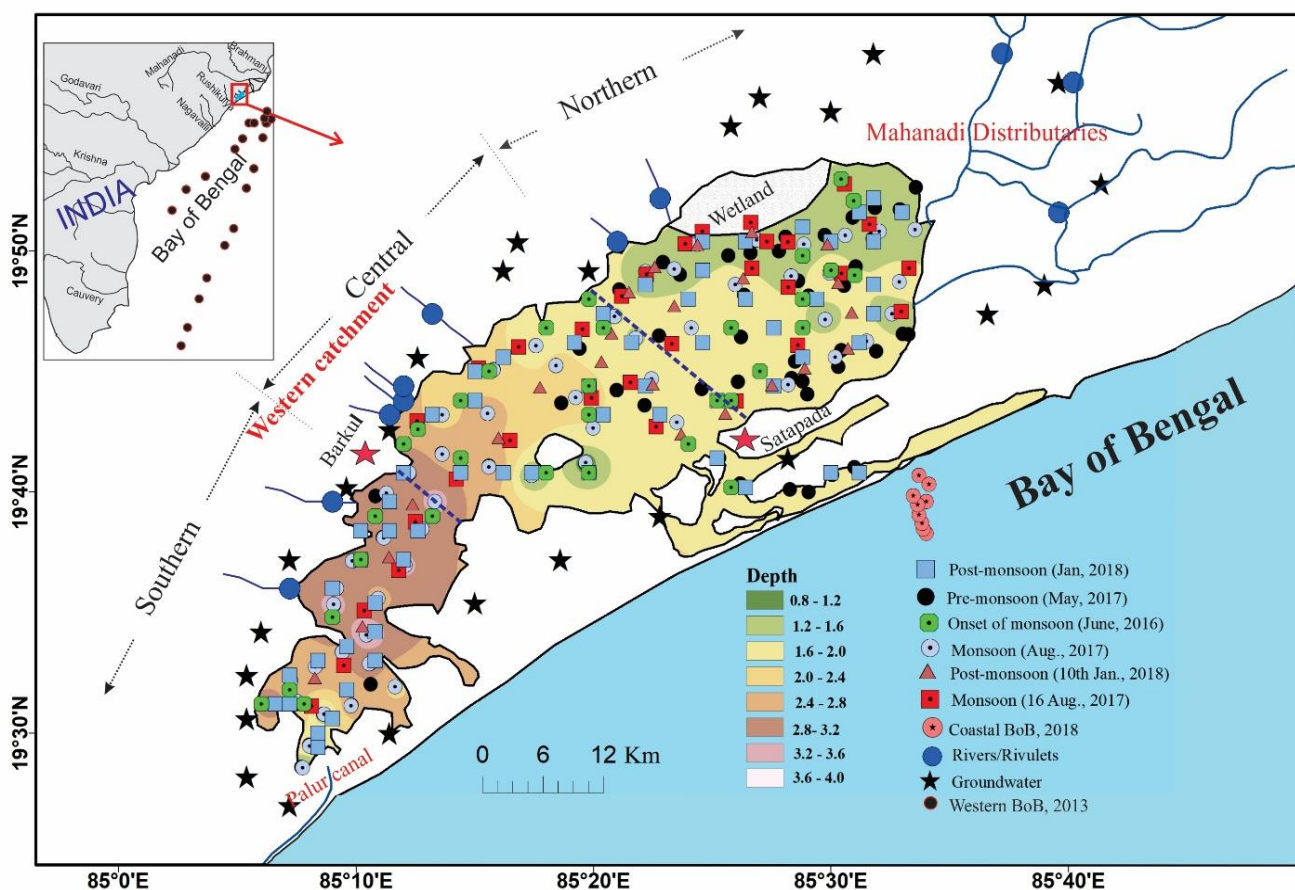 Brahmani
Mahanadi
Godavari
Rushikulya
Nagavalli
Krishna
INDIA
Bay of Bengal
Cauvery
Northern
Central
Western catchment
Southern
Mahanadi Distributaries
Wetland
Barkul
Satapada
Bay of Bengal
Palur canal
19°50'N
19°40'N
19°30'N
Depth
0.8 - 1.2
1.2 - 1.6
1.6 - 2.0
2.0 - 2.4
2.4 - 2.8
2.8- 3.2
3.2 - 3.6
3.6 - 4.0
Post-monsoon (Jan, 2018)
Pre-monsoon (May, 2017)
Onset of monsoon (June, 2016)
Monsoon (Aug., 2017)
Post-monsoon (10th Jan., 2018)
Monsoon (16 Aug., 2017)
Coastal BoB, 2018
Rivers/Rivulets
Groundwater
Western BoB, 2013
0 6 12 Km
85°0'E 85°10'E 85°20'E 85°30'E 85°40'E